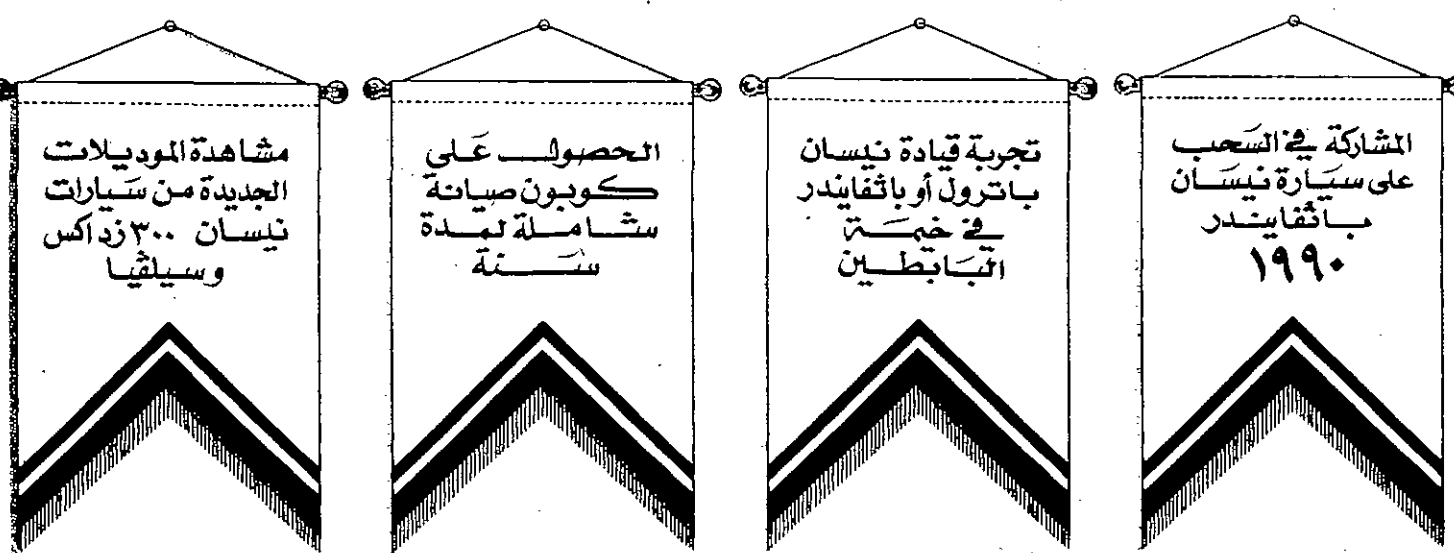 المشاركة في السحب
على سيارة نيسان
باثفايندر
١٩٩٠
تجربة قيادة نيسان
باترول أو باثفايندر
في خيمة
البابطين
الحصول على
كوبون صيانة
شاملة لمدة
سنة
مشاهدة الموديلات
الجديدة من سيارات
نيسان ٣٠٠ زد اكس
وسيلڤيا